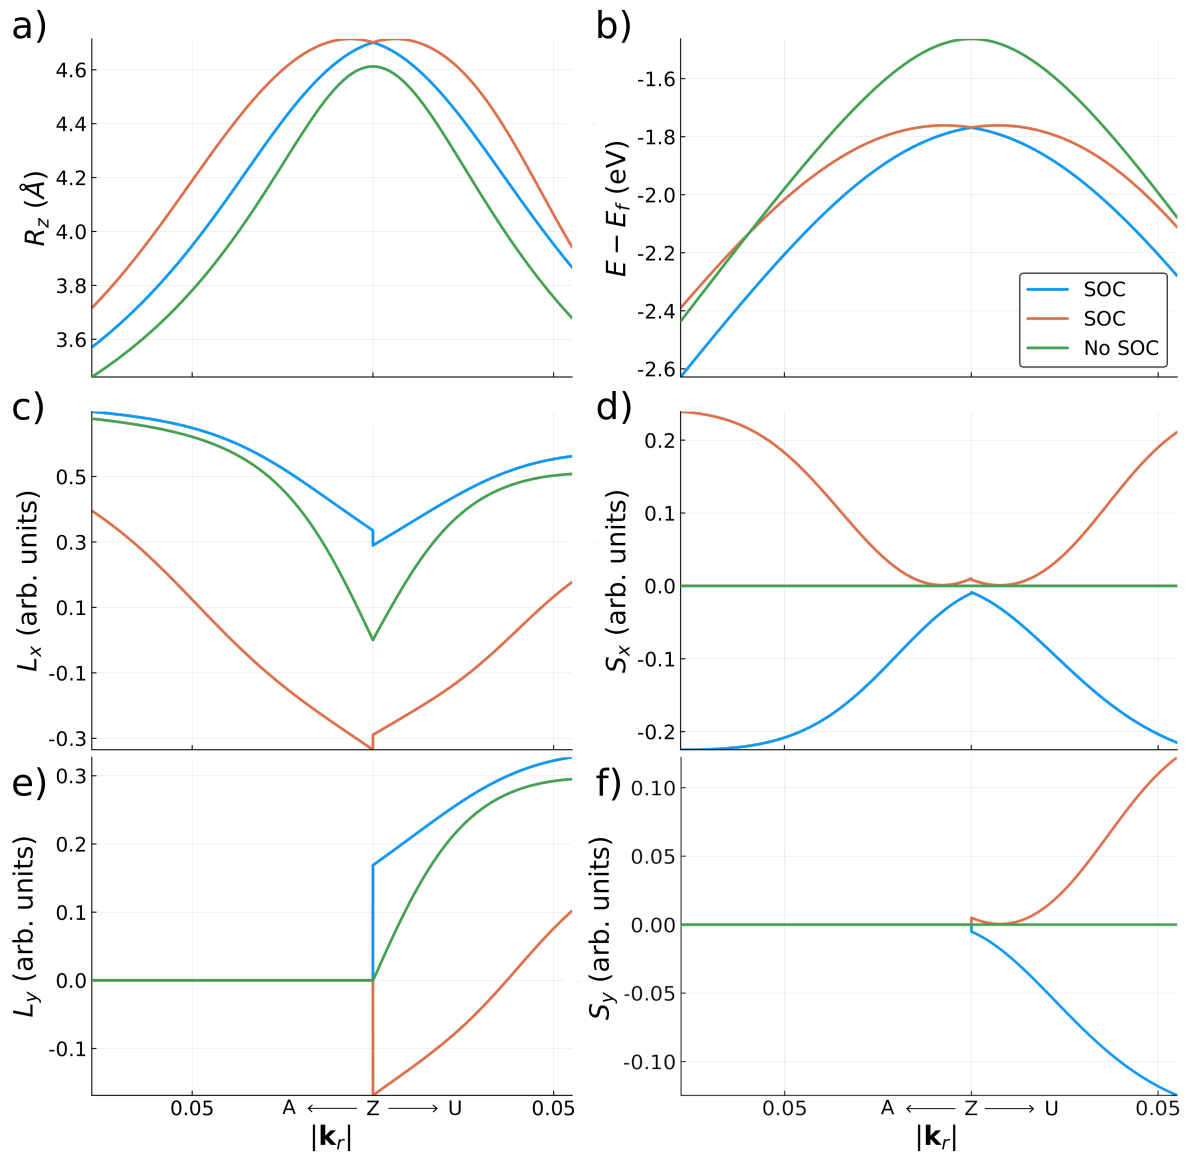 a)
4.6
4.4
4.2
4.0
3.8
3.6
R_z (Å)
b)
-1.6
-1.8
-2.0
-2.2
-2.4
-2.6
E − E_f (eV)
SOC
SOC
No SOC
c)
0.5
0.3
0.1
-0.1
-0.3
L_x (arb. units)
d)
0.2
0.1
0.0
-0.1
-0.2
S_x (arb. units)
e)
0.3
0.2
0.1
0.0
-0.1
L_y (arb. units)
0.05 A ⟵ Z ⟶ U 0.05
|k_r|
f)
0.10
0.05
0.00
-0.05
-0.10
S_y (arb. units)
0.05 A ⟵ Z ⟶ U 0.05
|k_r|